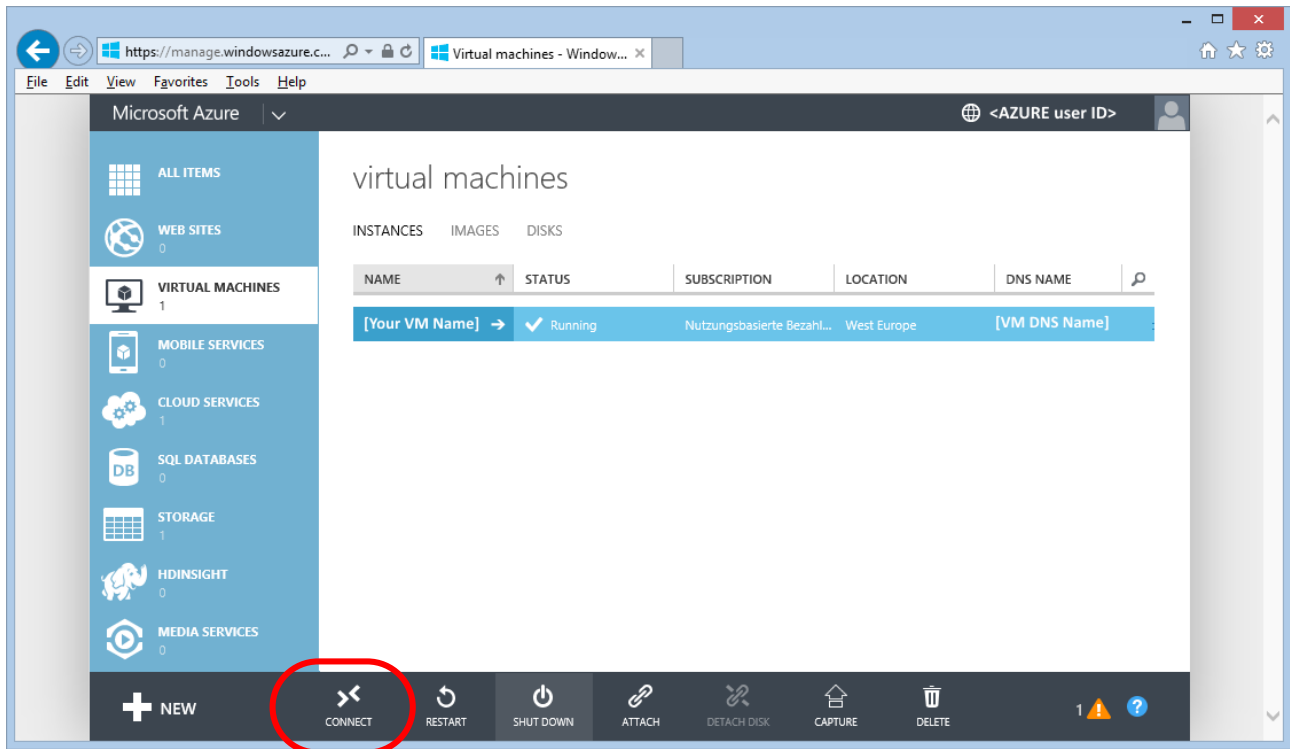 https://manage.windowsazure.c...
Virtual machines - Window...
File Edit View Favorites Tools Help
Microsoft Azure
<AZURE user ID>
ALL ITEMS
WEB SITES
0
VIRTUAL MACHINES
1
MOBILE SERVICES
0
CLOUD SERVICES
1
DB
SQL DATABASES
0
STORAGE
1
HDINSIGHT
0
MEDIA SERVICES
0
virtual machines
INSTANCES IMAGES DISKS
NAME STATUS SUBSCRIPTION LOCATION DNS NAME
[Your VM Name] Running Nutzungsbasierte Bezahl... West Europe [VM DNS Name]
NEW
CONNECT RESTART SHUT DOWN ATTACH DETACH DISK CAPTURE DELETE
1 ?